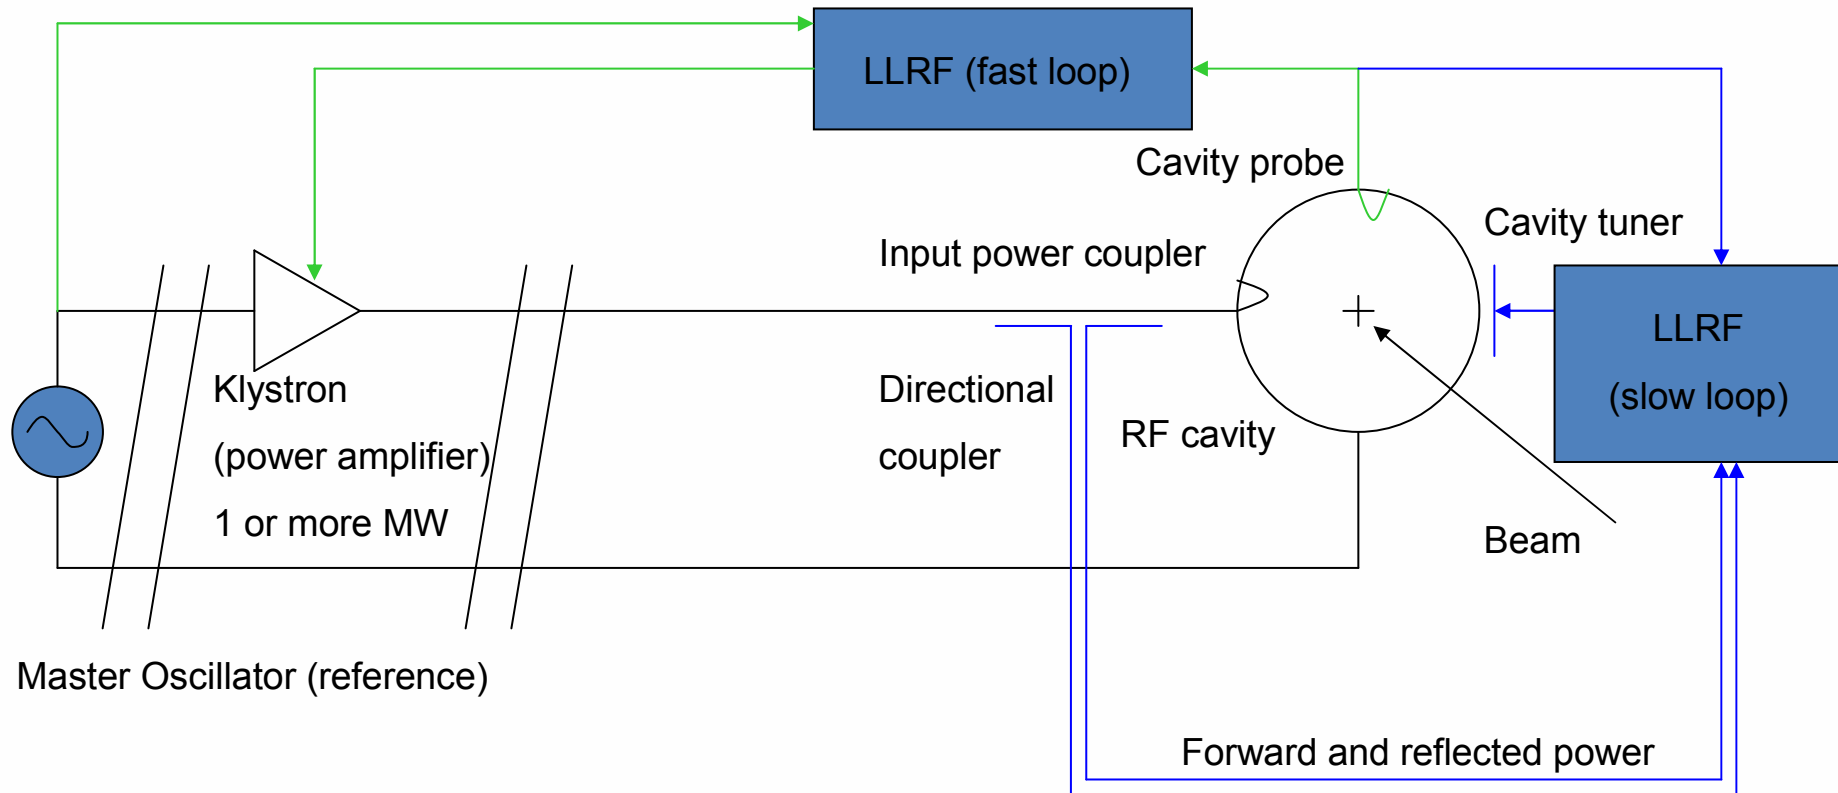 LLRF (fast loop)
Cavity probe
Cavity tuner
Input power coupler
LLRF
(slow loop)
Klystron
(power amplifier)
1 or more MW
Directional
coupler
RF cavity
Beam
Master Oscillator (reference)
Forward and reflected power